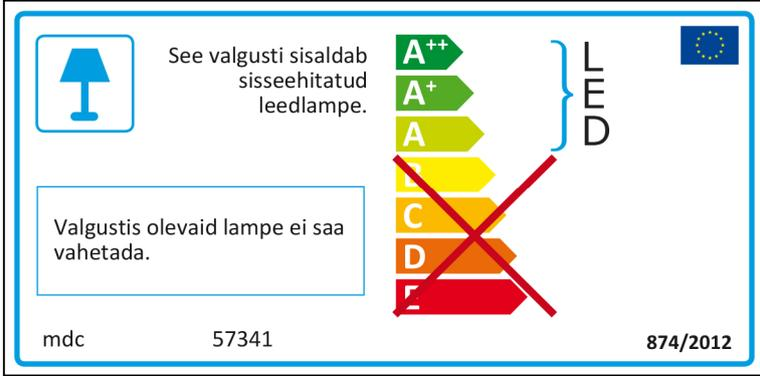 See valgusti sisaldab
sisseehitatud
leedlampe.
A++
A+
A
B
C
D
E
L
E
D
Valgustis olevaid lampe ei saa
vahetada.
mdc 57341
874/2012